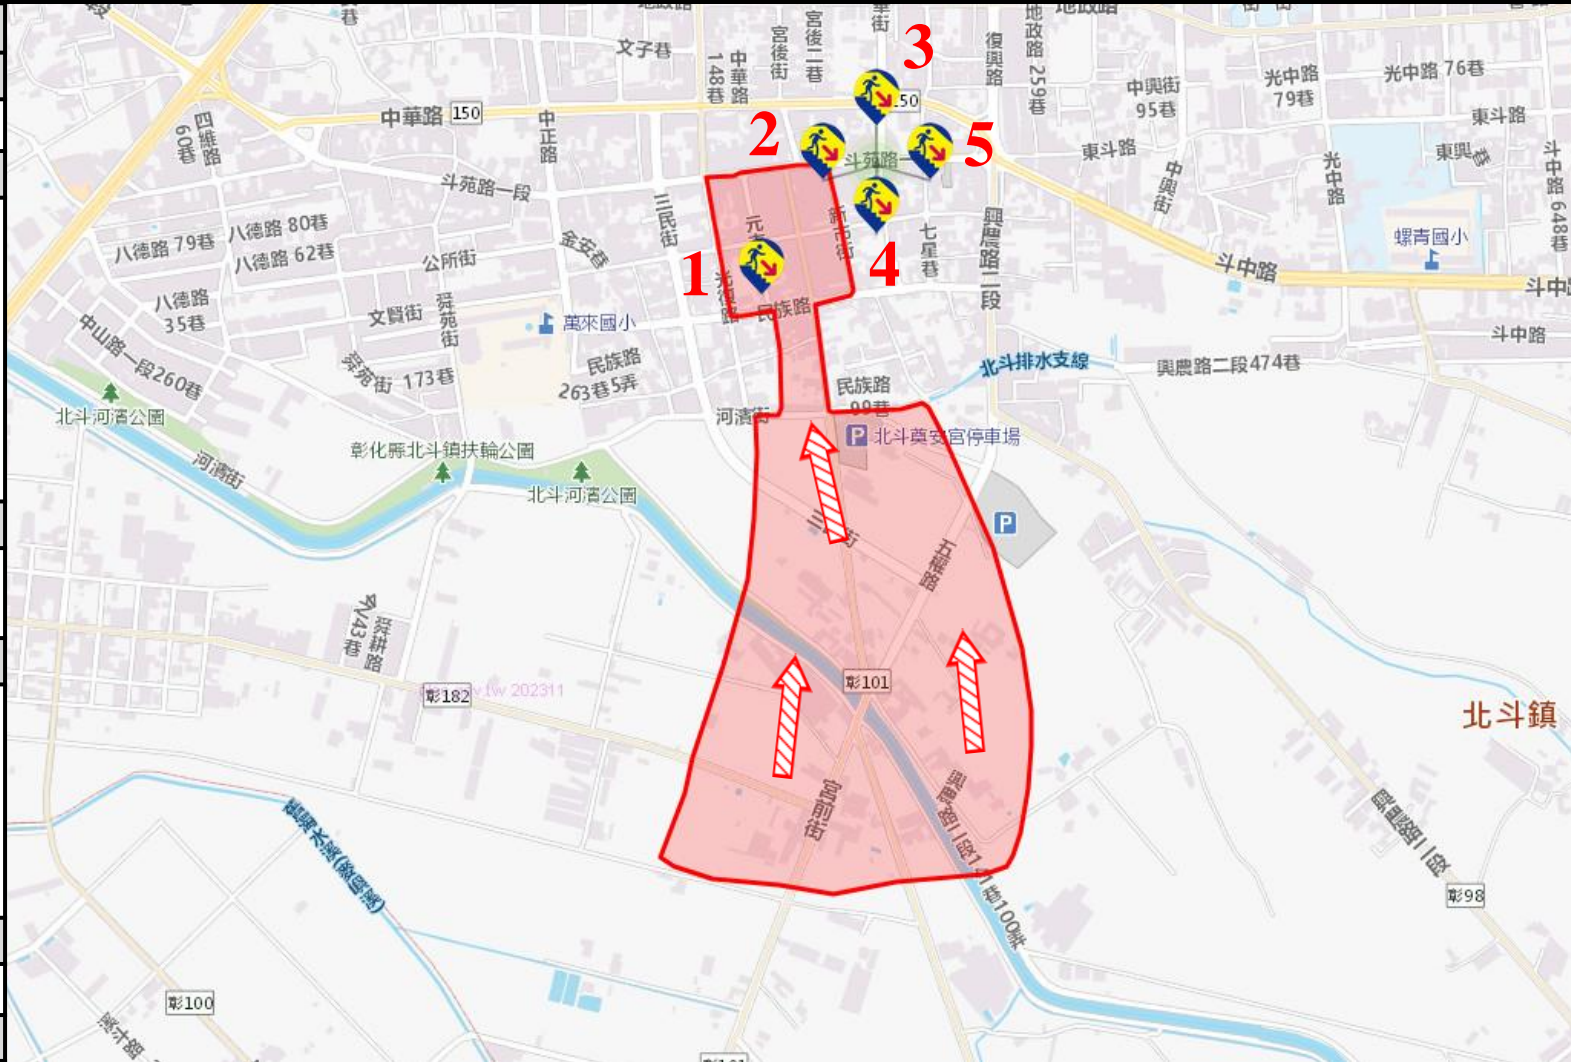 文子巷
宮後街
宮後二巷
中華路
148巷
復興路
地政路 259巷
中興街
95巷
光中路
79巷
光中路 76巷
東斗路
3
中華路
150
四維路
60巷
中正路
2
5
斗苑路一
東斗路
中興街
光中路
斗中路 648巷
斗苑路一段
三民街
八德路 79巷
八德路 80巷
八德路 62巷
公所街
金安巷
七星巷
興農路二段
螺青國小
斗中路
1
4
光復路
民族路
八德路
35巷
文賢街
舜苑街
萬來國小
斗中路
中山路一段260巷
舜苑街 173巷
民族路
263巷5弄
民族路
99巷
北斗排水支線
興農路二段474巷
北斗河濱公園
河濱街
北斗奠安宮停車場
彰化縣北斗鎮扶輪公園
河濱街
北斗河濱公園
P
五權路
舜耕路
彰182
彰101
北斗鎮
宮前街
興農路二段
彰98
彰100